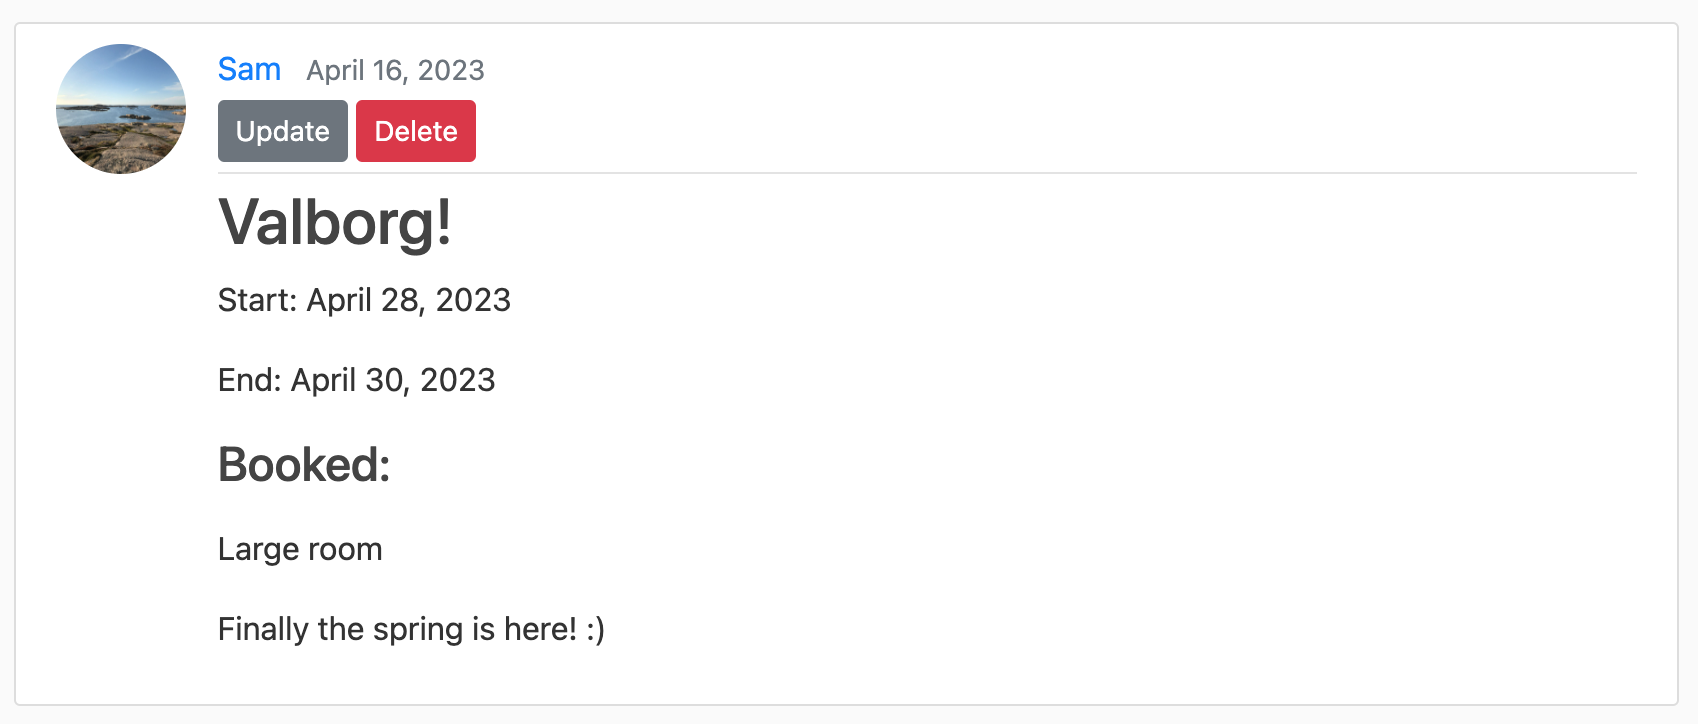 Sam April 16, 2023
Update Delete
Valborg!
Start: April 28, 2023
End: April 30, 2023
Booked:
Large room
Finally the spring is here! :)